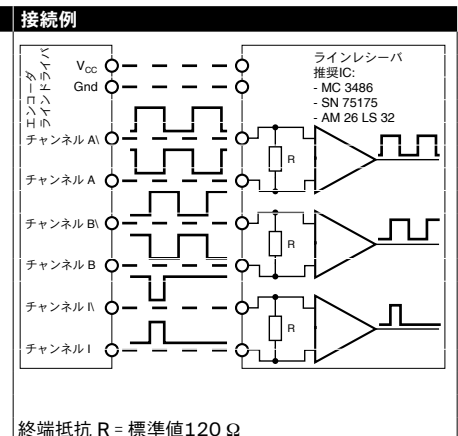 接続例
エンコーダ
ラインドライバ
VCC
Gnd
チャンネル A\
チャンネル A
チャンネル B\
チャンネル B
チャンネル I\
チャンネル I
ラインレシーバ
推奨IC:
- MC 3486
- SN 75175
- AM 26 LS 32
R
R
R
終端抵抗 R = 標準値120 Ω